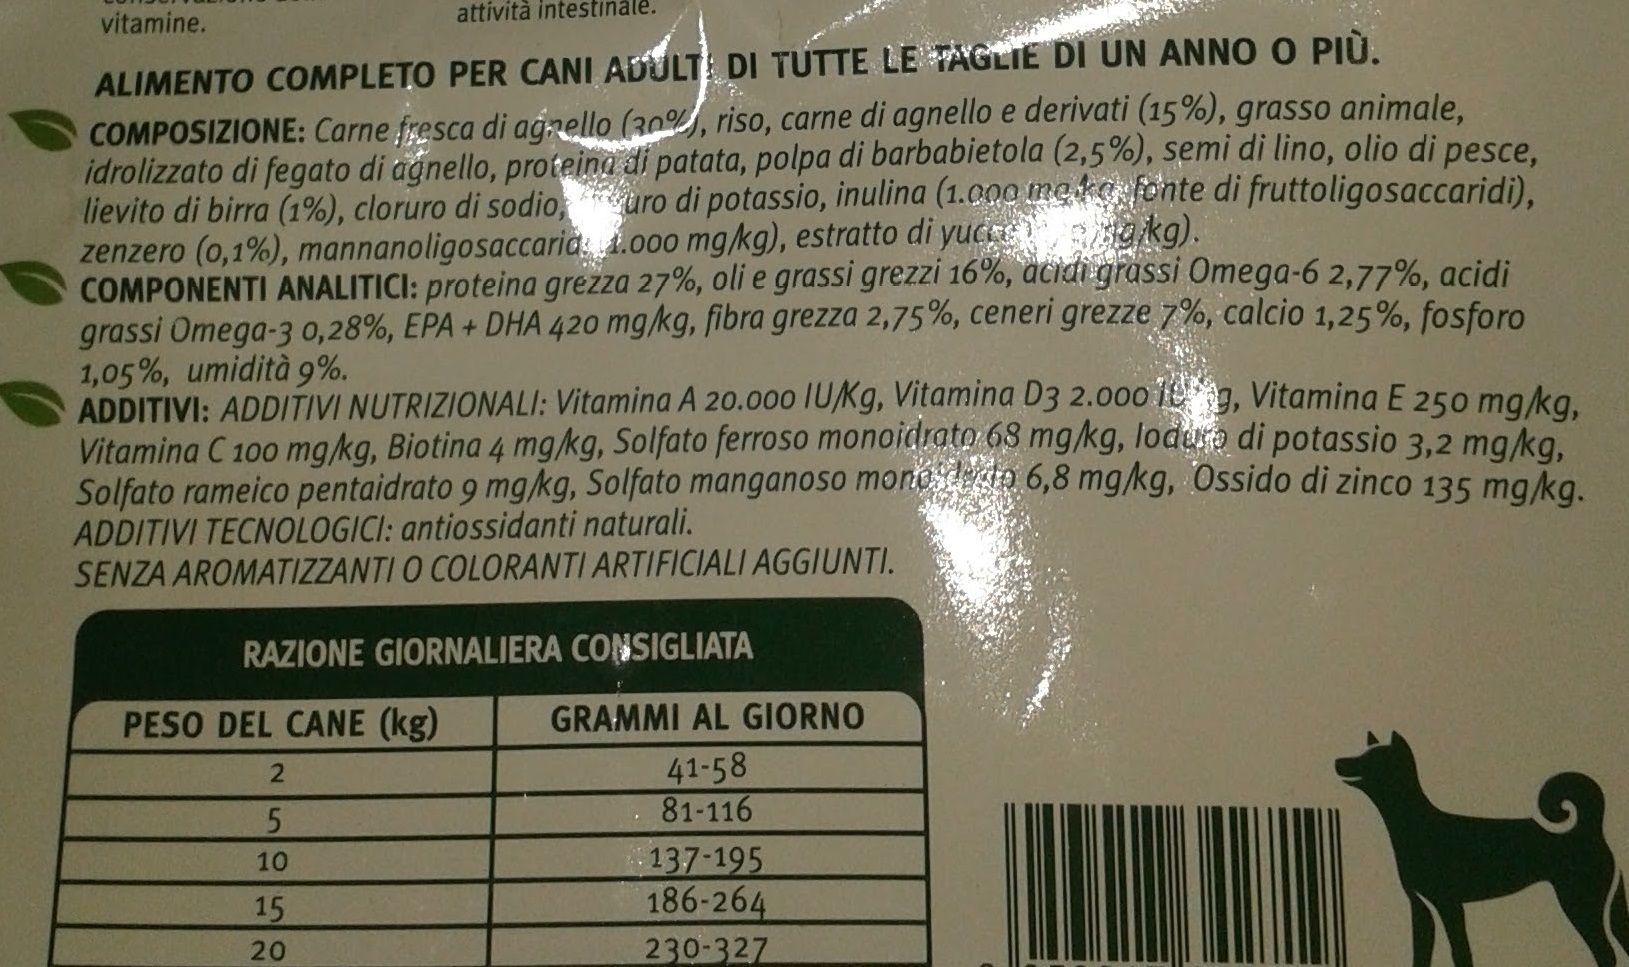 vitamine.
attività intestinale.
ALIMENTO COMPLETO PER CANI ADULTI DI TUTTE LE TAGLIE DI UN ANNO O PIÙ.
COMPOSIZIONE: Carne fresca di agnello (30%), riso, carne di agnello e derivati (15%), grasso animale,
idrolizzato di fegato di agnello, proteina di patata, polpa di barbabietola (2,5%), semi di lino, olio di pesce,
lievito di birra (1%), cloruro di sodio, di potassio, inulina (1.000 mg/kg, fonte di fruttoligosaccaridi),
zenzero (0,1%), mannanoligosaccaridi (1.000 mg/kg), estratto di yucca mg/kg).
COMPONENTI ANALITICI: proteina grezza 27%, oli e grassi grezzi 16%, acidi grassi Omega-6 2,77%, acidi
grassi Omega-3 0,28%, EPA + DHA 420 mg/kg, fibra grezza 2,75%, ceneri grezze 7%, calcio 1,25%, fosforo
1,05%, umidità 9%.
ADDITIVI: ADDITIVI NUTRIZIONALI: Vitamina A 20.000 IU/Kg, Vitamina D3 2.000 IU/Kg, Vitamina E 250 mg/kg,
Vitamina C 100 mg/kg, Biotina 4 mg/kg, Solfato ferroso monoidrato 68 mg/kg, Ioduro di potassio 3,2 mg/kg,
Solfato rameico pentaidrato 9 mg/kg, Solfato manganoso monoidrato 6,8 mg/kg, Ossido di zinco 135 mg/kg.
ADDITIVI TECNOLOGICI: antiossidanti naturali.
SENZA AROMATIZZANTI O COLORANTI ARTIFICIALI AGGIUNTI.
RAZIONE GIORNALIERA CONSIGLIATA
PESO DEL CANE (kg) GRAMMI AL GIORNO
2 41-58
5 81-116
10 137-195
15 186-264
20 230-327